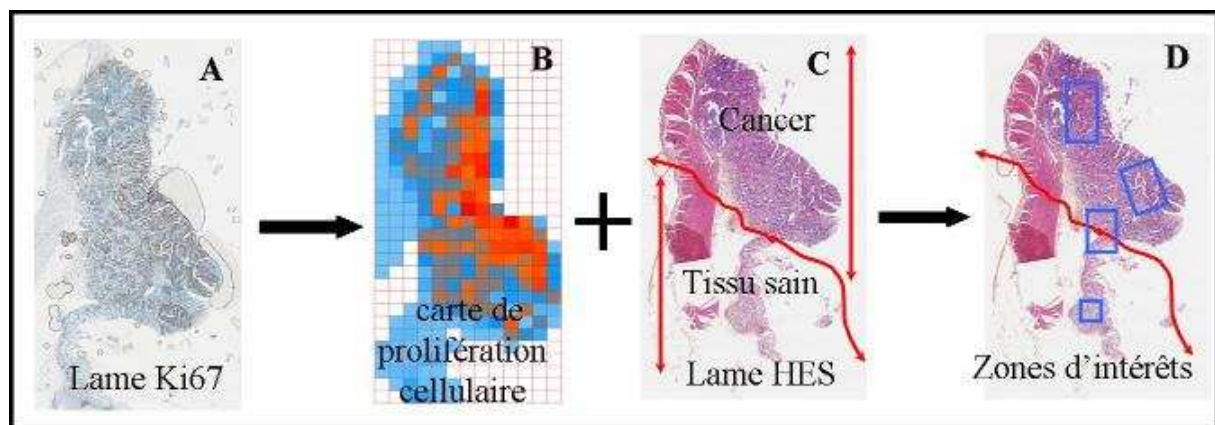 A
Lame Ki67
B
carte de
prolifération
cellulaire
C
Cancer
Tissu sain
Lame HES
D
Zones d'intérêts